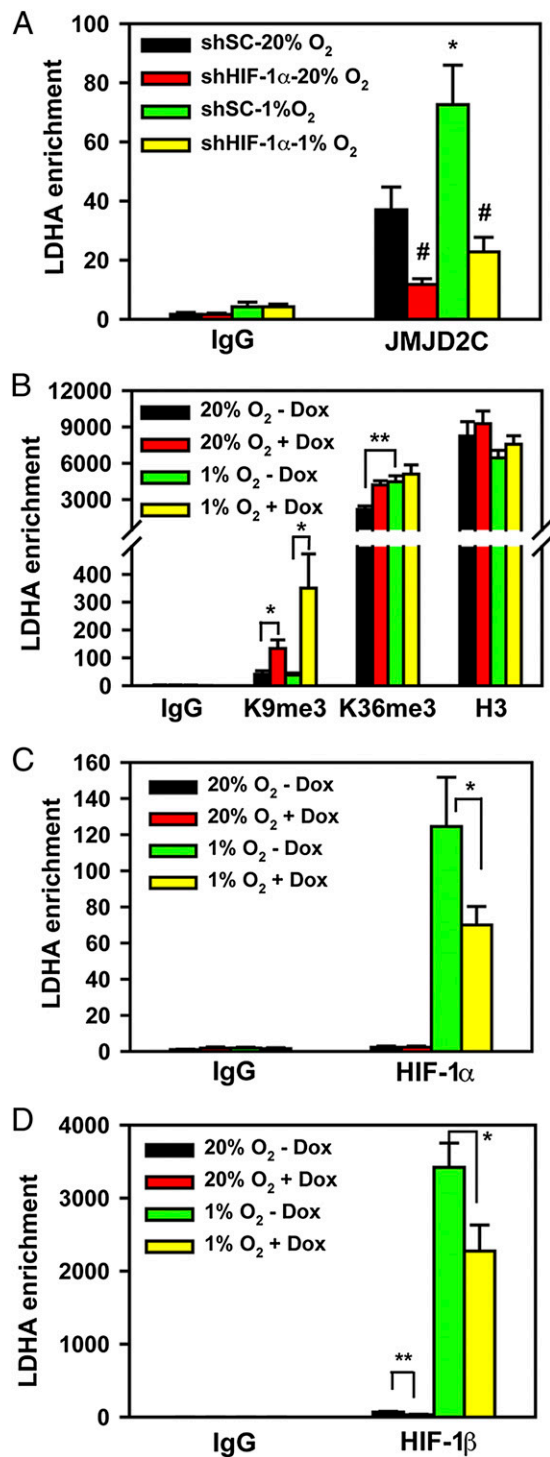 A
LDHA enrichment
100
80
60
40
20
0
shSC-20% O₂
shHIF-1α-20% O₂
shSC-1%O₂
shHIF-1α-1% O₂
*
#
#
IgG JMJD2C
B
LDHA enrichment
12000
9000
6000
3000
LDHA enrichment
400
300
200
100
0
20% O₂ - Dox
20% O₂ + Dox
1% O₂ - Dox
1% O₂ + Dox
**
*
*
IgG K9me3 K36me3 H3
C
LDHA enrichment
160
140
120
100
80
60
40
20
0
20% O₂ - Dox
20% O₂ + Dox
1% O₂ - Dox
1% O₂ + Dox
*
IgG HIF-1α
D
LDHA enrichment
4000
3000
2000
1000
0
20% O₂ - Dox
20% O₂ + Dox
1% O₂ - Dox
1% O₂ + Dox
*
**
IgG HIF-1β